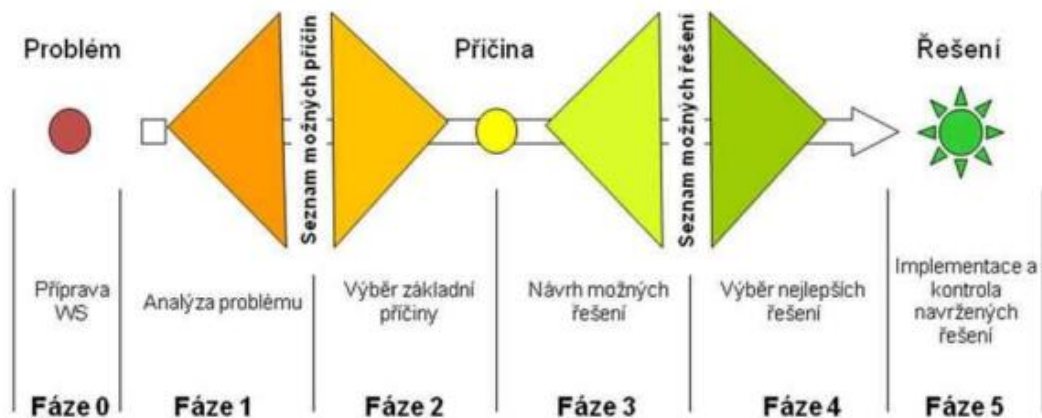 Problém
Příčina
Řešení
Seznam možných příčin
Seznam možných řešení
Příprava
WS
Analýza problému
Výběr základní
příčiny
Návrh možných
řešení
Výběr nejlepších
řešení
Implementace a
kontrola
navržených
řešení
Fáze 0
Fáze 1
Fáze 2
Fáze 3
Fáze 4
Fáze 5